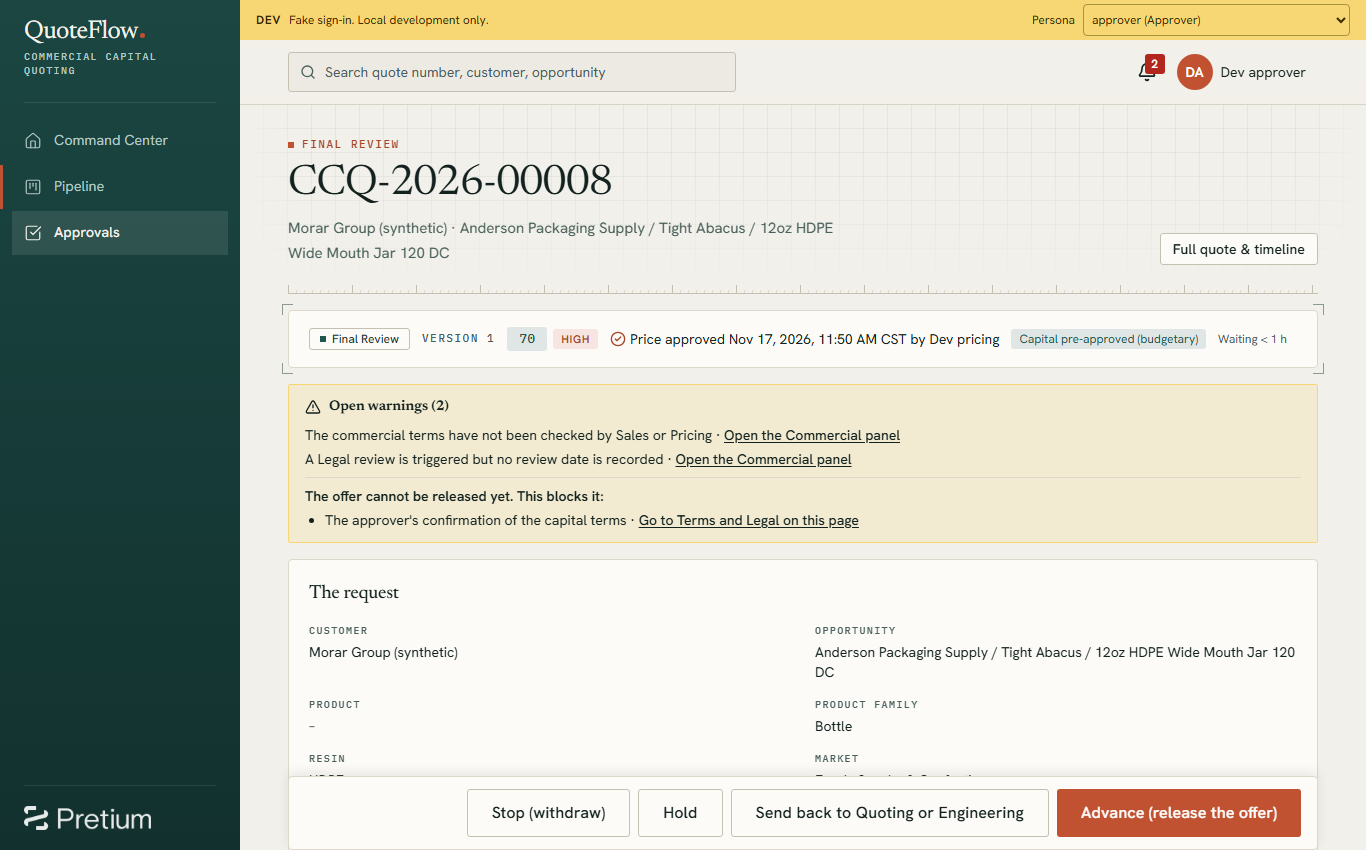 QuoteFlow.
COMMERCIAL CAPITAL
QUOTING
Command Center
Pipeline
Approvals
Pretium
DEV Fake sign-in. Local development only.
Persona approver (Approver)
Search quote number, customer, opportunity
2
DA Dev approver
FINAL REVIEW
CCQ-2026-00008
Morar Group (synthetic) · Anderson Packaging Supply / Tight Abacus / 12oz HDPE
Wide Mouth Jar 120 DC
Full quote & timeline
Final Review VERSION 1 70 HIGH Price approved Nov 17, 2026, 11:50 AM CST by Dev pricing Capital pre-approved (budgetary) Waiting < 1 h
Open warnings (2)
The commercial terms have not been checked by Sales or Pricing · Open the Commercial panel
A Legal review is triggered but no review date is recorded · Open the Commercial panel
The offer cannot be released yet. This blocks it:
• The approver's confirmation of the capital terms · Go to Terms and Legal on this page
The request
CUSTOMER OPPORTUNITY
Morar Group (synthetic) Anderson Packaging Supply / Tight Abacus / 12oz HDPE Wide Mouth Jar 120
DC
PRODUCT PRODUCT FAMILY
– Bottle
RESIN MARKET
Stop (withdraw) Hold Send back to Quoting or Engineering Advance (release the offer)